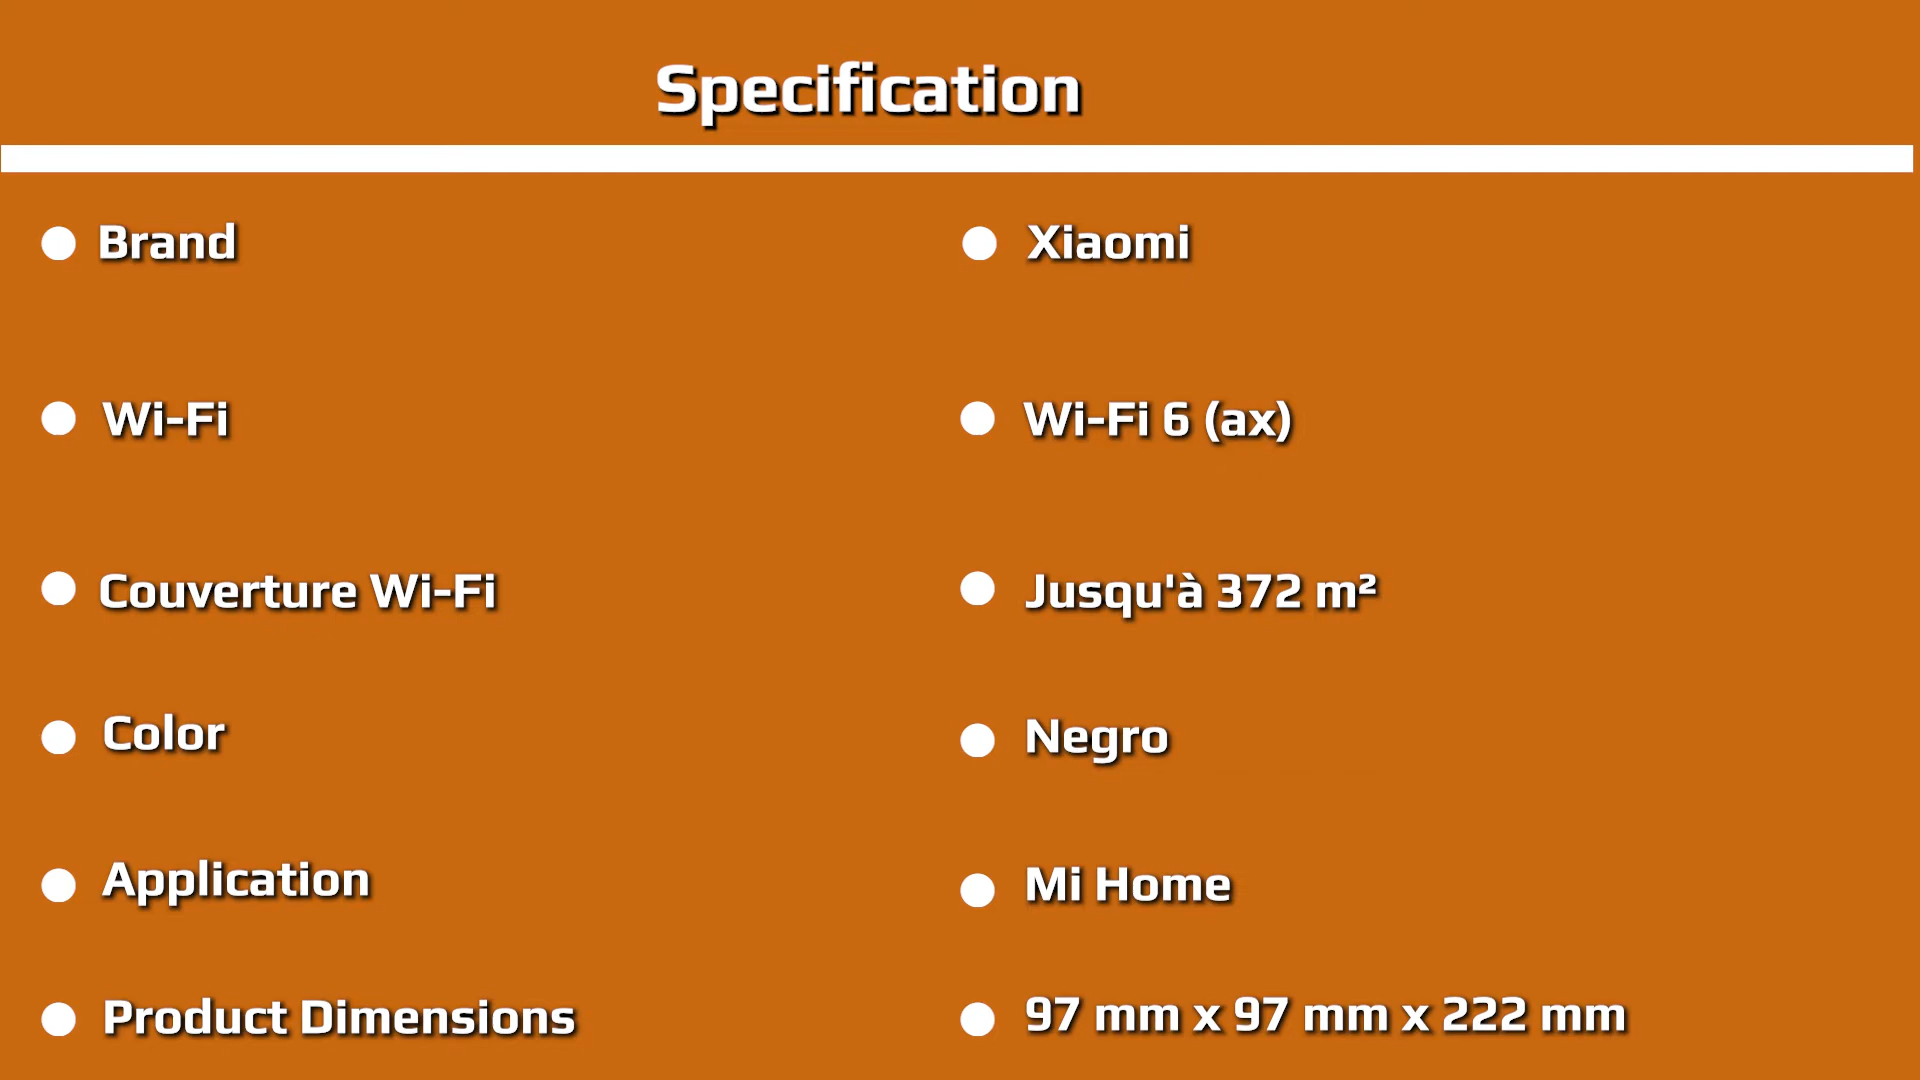 Specification
Brand
Xiaomi
Wi-Fi
Wi-Fi 6 (ax)
Couverture Wi-Fi
Jusqu'à 372 m²
Color
Negro
Application
Mi Home
Product Dimensions
97 mm x 97 mm x 222 mm